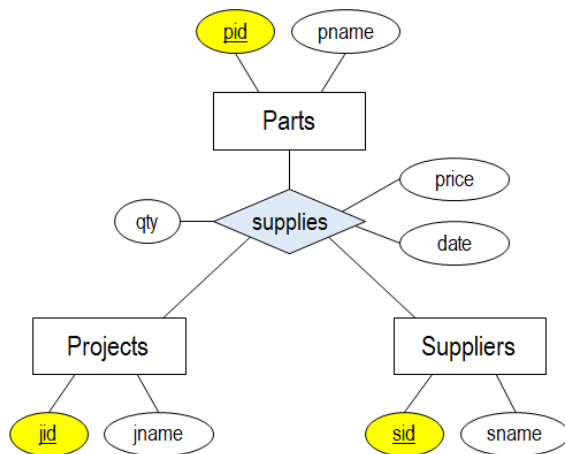 pid
pname
Parts
price
qty
supplies
date
Projects
Suppliers
jid
jname
sid
sname